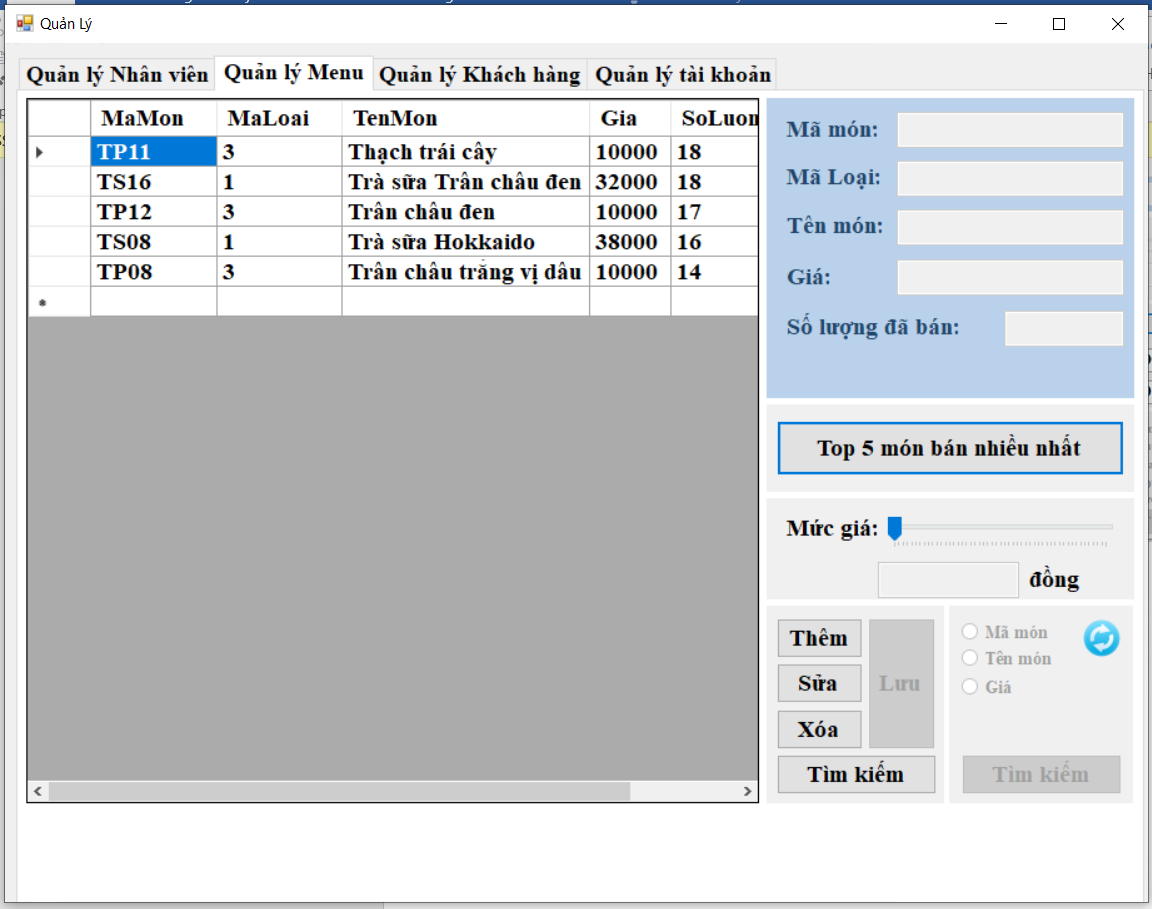 Quản Lý
Quản lý Nhân viên Quản lý Menu Quản lý Khách hàng Quản lý tài khoản
MaMon MaLoai TenMon Gia SoLuon
TP11 3 Thạch trái cây 10000 18
TS16 1 Trà sữa Trân châu đen 32000 18
TP12 3 Trân châu đen 10000 17
TS08 1 Trà sữa Hokkaido 38000 16
TP08 3 Trân châu trắng vị dâu 10000 14
Mã món:
Mã Loại:
Tên món:
Giá:
Số lượng đã bán:
Top 5 món bán nhiều nhất
Mức giá:
đồng
Thêm
Sửa
Xóa
Lưu
Tìm kiếm
Mã món
Tên món
Giá
Tìm kiếm